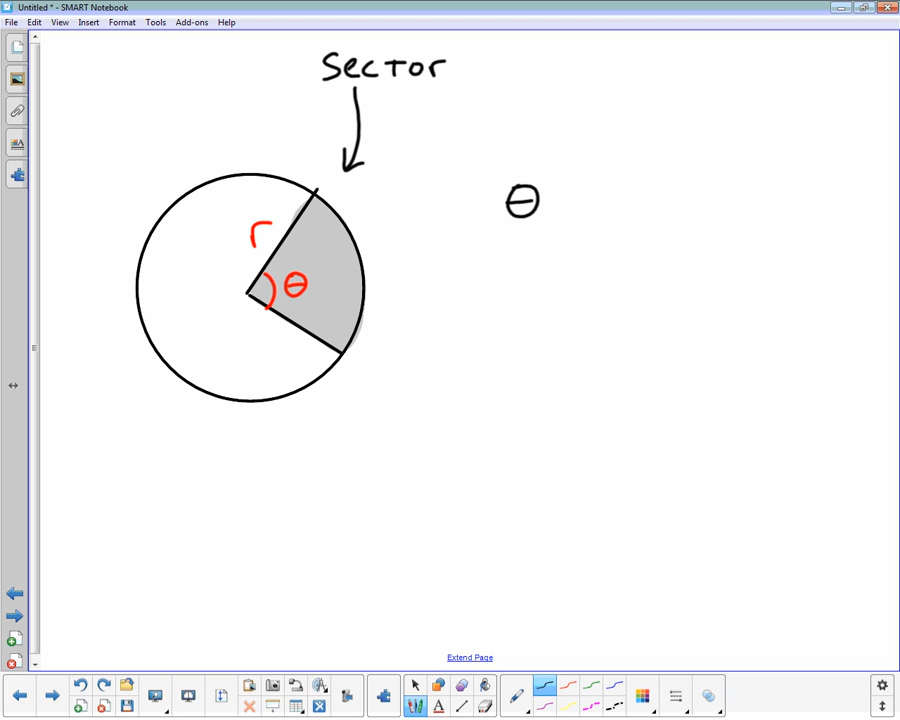 Untitled * - SMART Notebook
File Edit View Insert Format Tools Add-ons Help
Sector
θ
r
θ
Extend Page